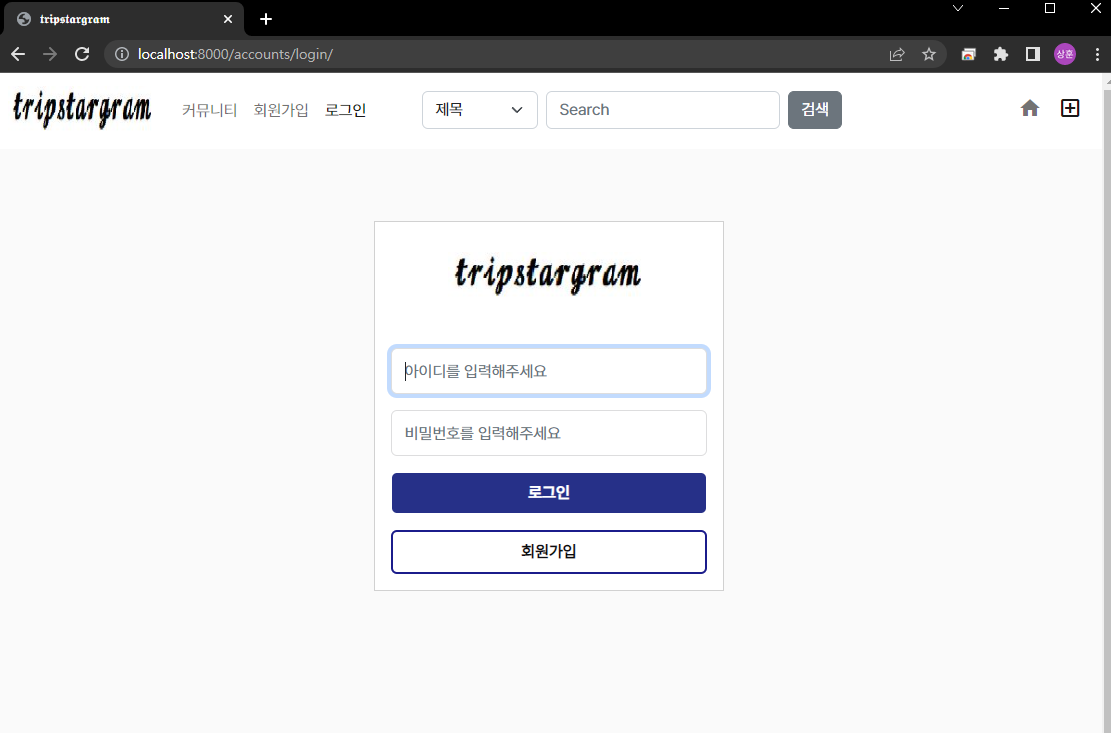 tripstargram
localhost:8000/accounts/login/
상훈
tripstargram 커뮤니티 회원가입 로그인 제목 Search 검색
tripstargram
아이디를 입력해주세요
비밀번호를 입력해주세요
로그인
회원가입